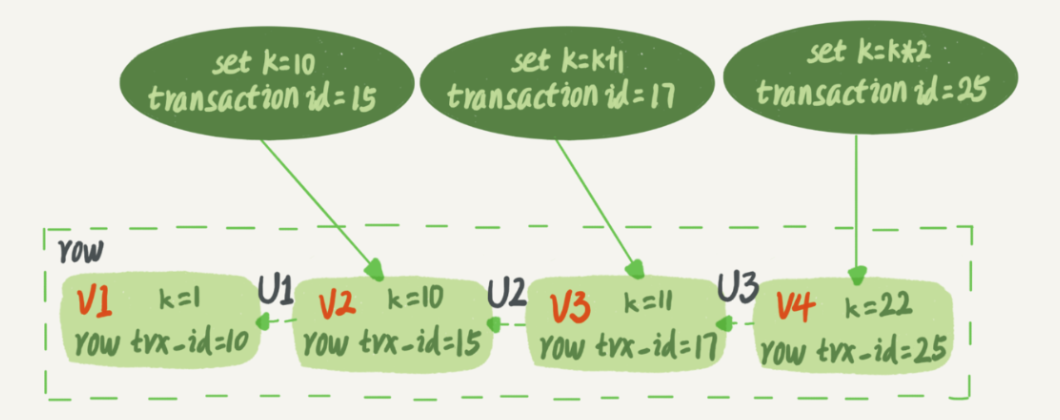 set k=10
transaction id=15
set k=k+1
transaction id=17
set k=k*2
transaction id=25
row
V1 k=1
row trx-id=10
U1
V2 k=10
row trx-id=15
U2
V3 k=11
row trx-id=17
U3
V4 k=22
row trx-id=25